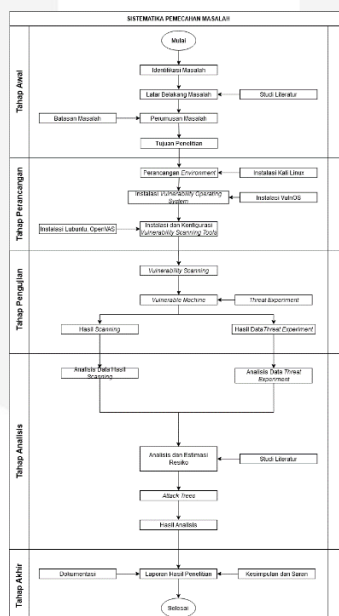 SISTEMATIKA PEMECAHAN MASALAH
Tahap Awal
Mulai
Identifikasi Masalah
Latar Belakang Masalah
Studi Literatur
Batasan Masalah
Perumusan Masalah
Tujuan Penelitian
Tahap Perancangan
Perancangan Environment
Instalasi Kali Linux
Instalasi Vulnerability Operating
System
Instalasi VulnOS
Instalasi Labuntu, OpenVAS
Instalasi dan Konfigurasi
Vulnerability Scanning Tools
Tahap Pengujian
Vulnerability Scanning
Vulnerable Machine
Threat Experiment
Hasil Scanning
Hasil Data Threat Experiment
Tahap Analisis
Analisis Data Hasil
Scanning
Analisis Data Threat
Experiment
Analisis dan Estimasi
Resiko
Studi Literatur
Attack Trees
Hasil Analisis
Tahap Akhir
Dokumentasi
Laporan Hasil Penelitian
Kesimpulan dan Saran
Selesai